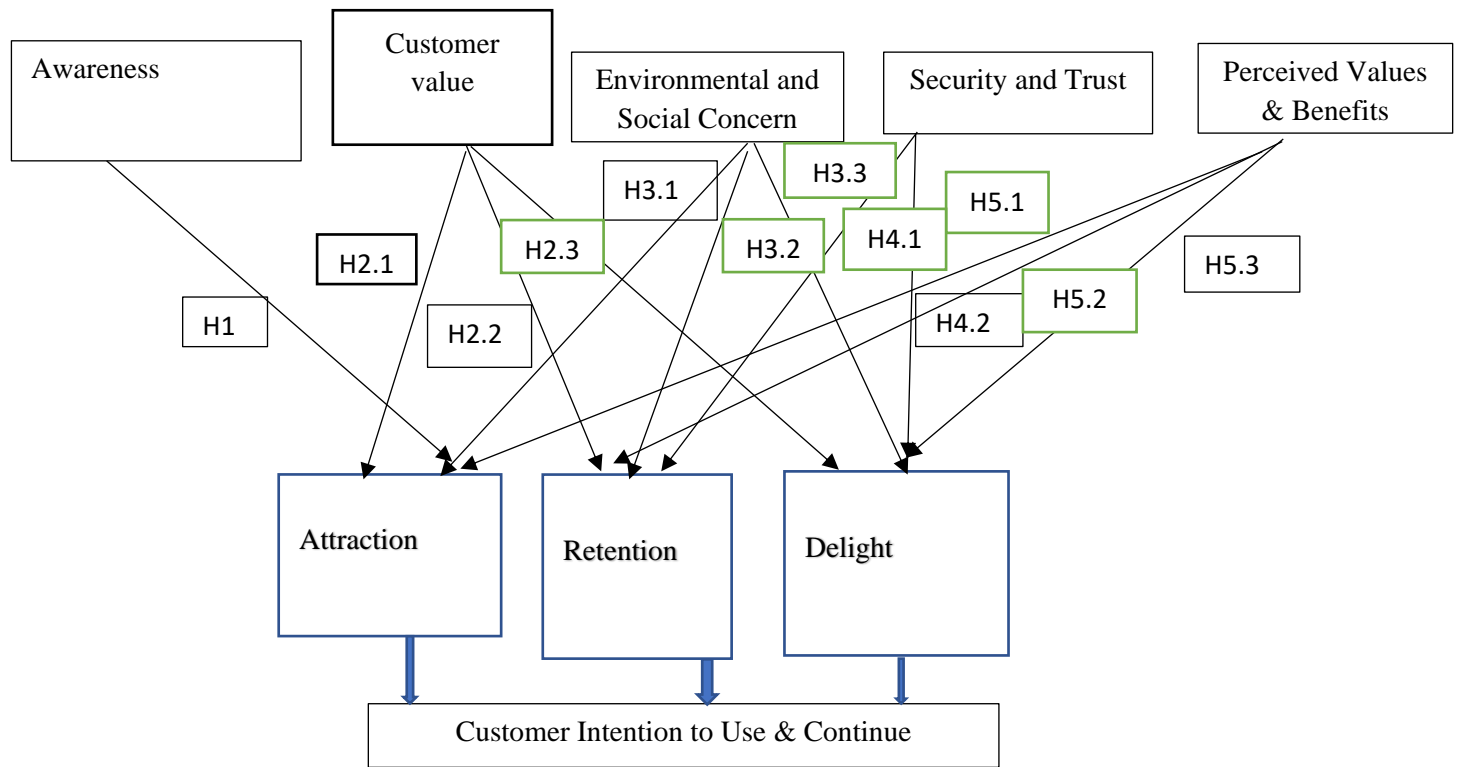 Awareness
Customer
value
Environmental and
Social Concern
Security and Trust
Perceived Values
& Benefits
H3.1
H3.3
H5.1
H2.1
H2.3
H3.2
H4.1
H5.3
H1
H2.2
H4.2
H5.2
Attraction
Retention
Delight
Customer Intention to Use & Continue